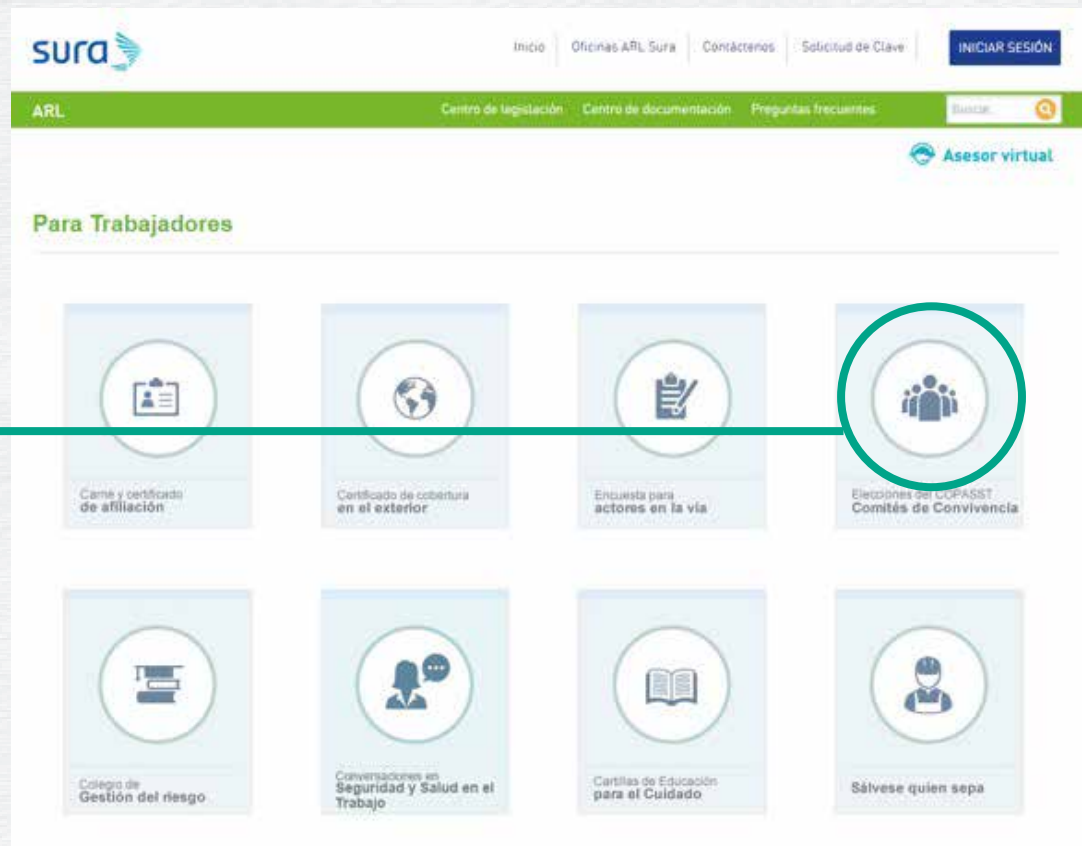 sura
Inicio
Oficinas ARL Sura
Contáctenos
Solicitud de Clave
INICIAR SESIÓN
ARL
Centro de legislación
Centro de documentación
Preguntas frecuentes
Buscar...
Asesor virtual
Para Trabajadores
Carné y certificado
de afiliación
Certificado de cobertura
en el exterior
Encuesta para
actores en la vía
Elecciones del COPASST
Comités de Convivencia
Colegio de
Gestión del riesgo
Conversaciones en
Seguridad y Salud en el
Trabajo
Cartillas de Educación
para el Cuidado
Sálvese quien sepa